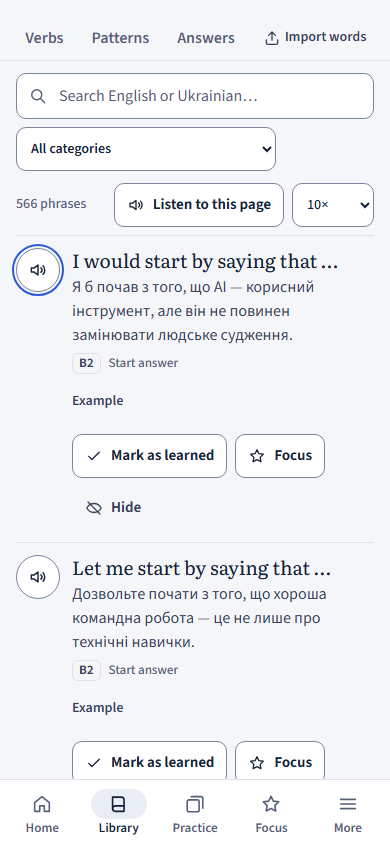 Verbs Patterns Answers Import words
Search English or Ukrainian…
All categories
566 phrases Listen to this page 10×
I would start by saying that …
Я б почав з того, що AI — корисний
інструмент, але він не повинен
замінювати людське судження.
B2 Start answer
Example
Mark as learned Focus
Hide
Let me start by saying that …
Дозвольте почати з того, що хороша
командна робота — це не лише про
технічні навички.
B2 Start answer
Example
Mark as learned Focus
Home Library Practice Focus More